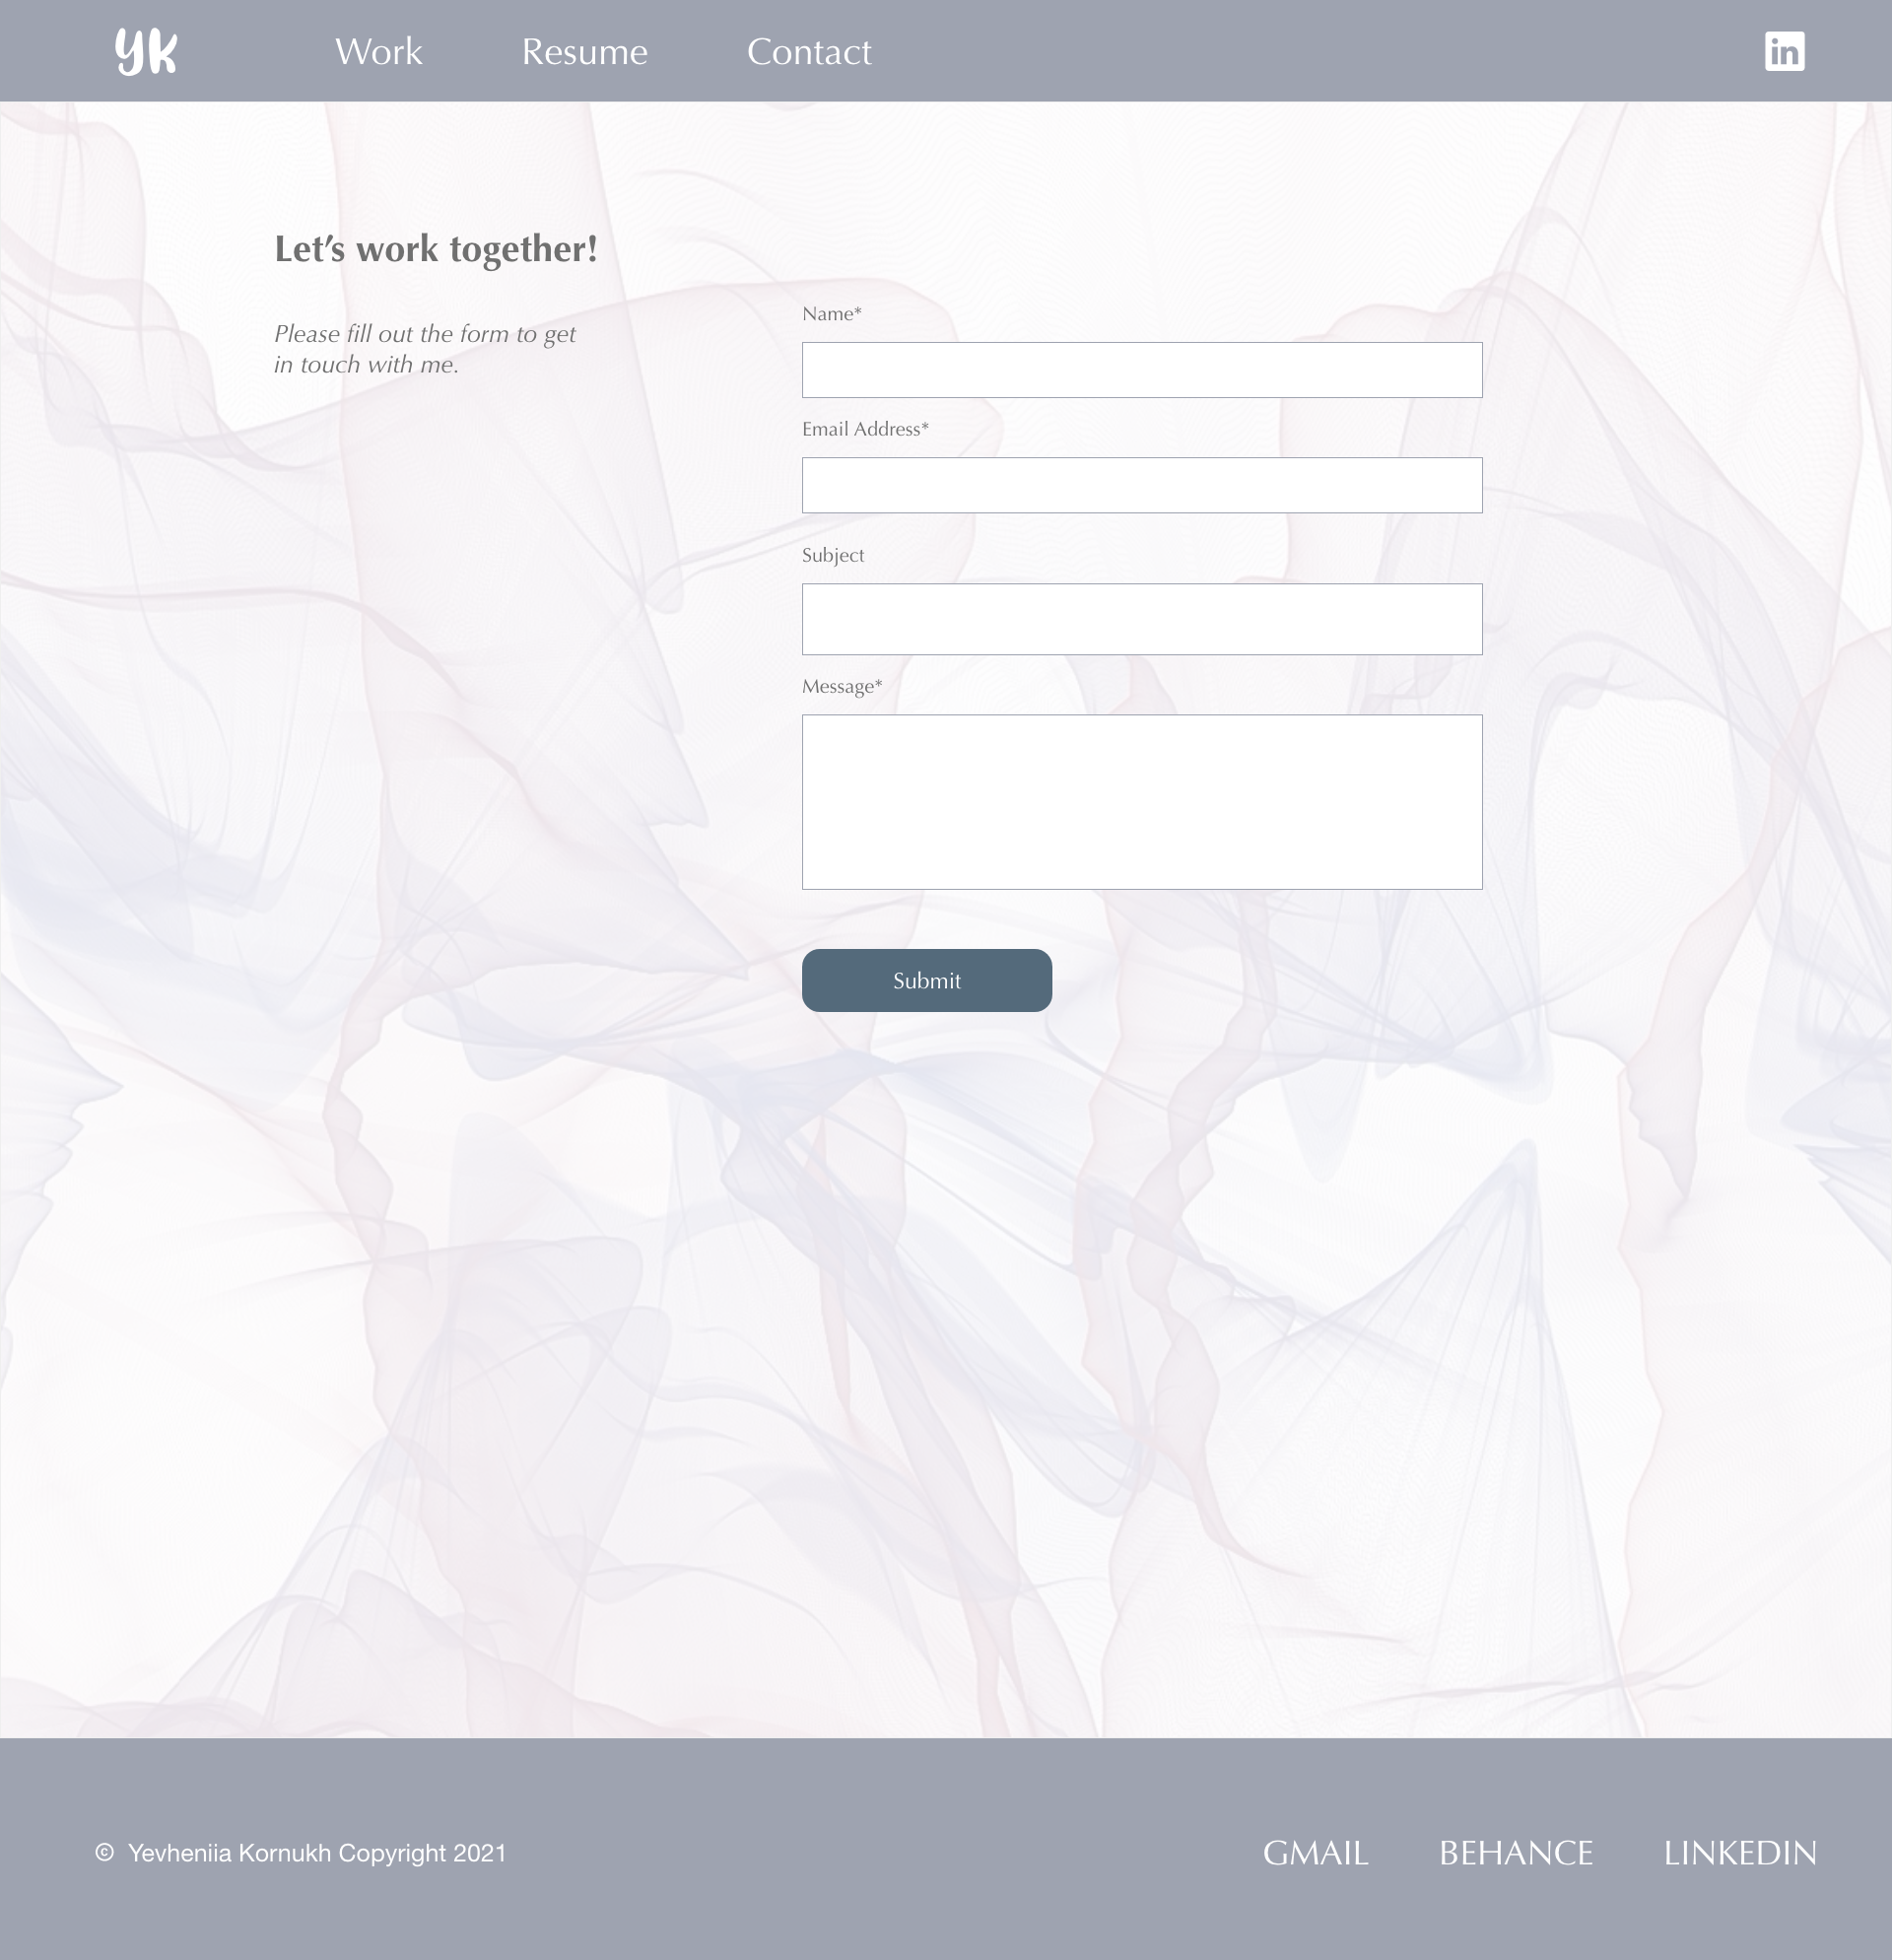 yk
Work
Resume
Contact
in
Let’s work together!
Please fill out the form to get
in touch with me.
Name*
Email Address*
Subject
Message*
Submit
© Yevheniia Kornukh Copyright 2021
GMAIL
BEHANCE
LINKEDIN